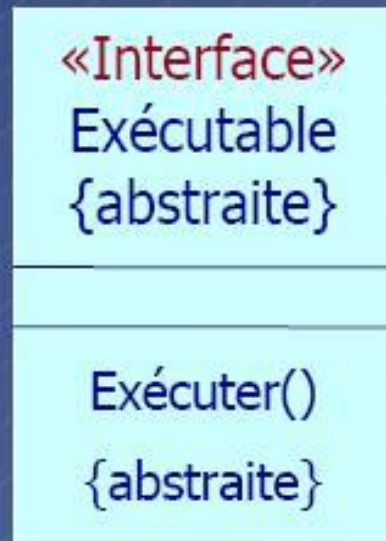 «Interface»
Exécutable
{abstraite}
Exécuter()
{abstraite}